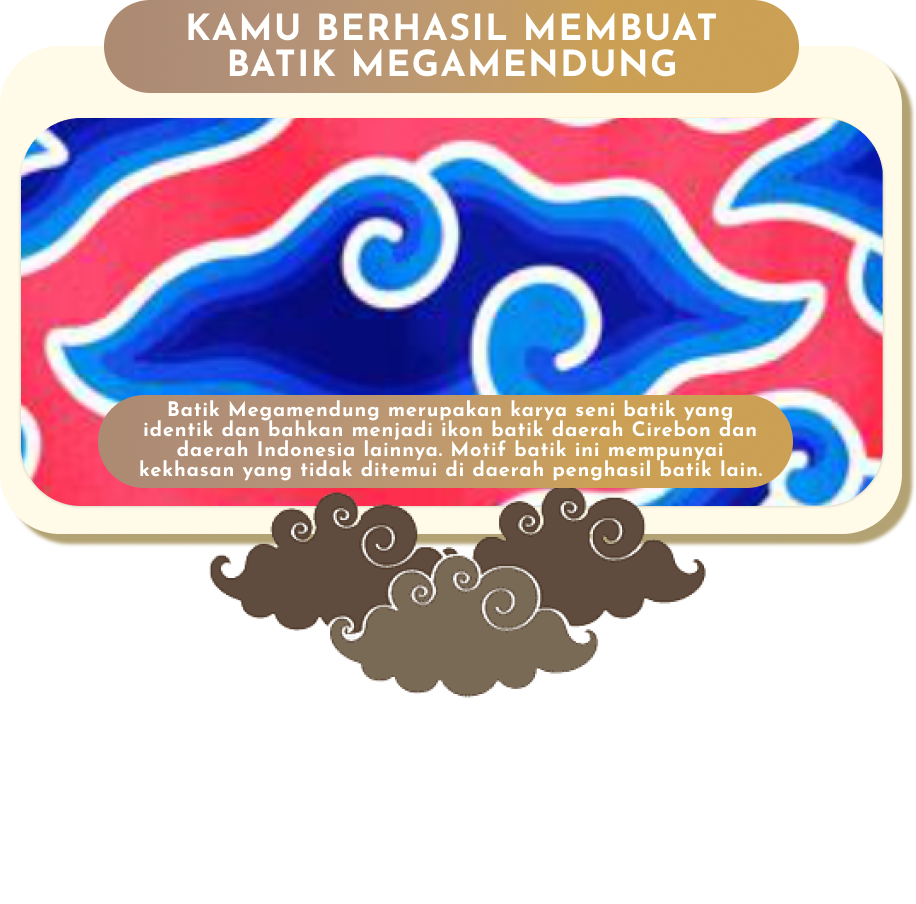 KAMU BERHASIL MEMBUAT
BATIK MEGAMENDUNG
Batik Megamendung merupakan karya seni batik yang
identik dan bahkan menjadi ikon batik daerah Cirebon dan
daerah Indonesia lainnya. Motif batik ini mempunyai
kekhasan yang tidak ditemui di daerah penghasil batik lain.